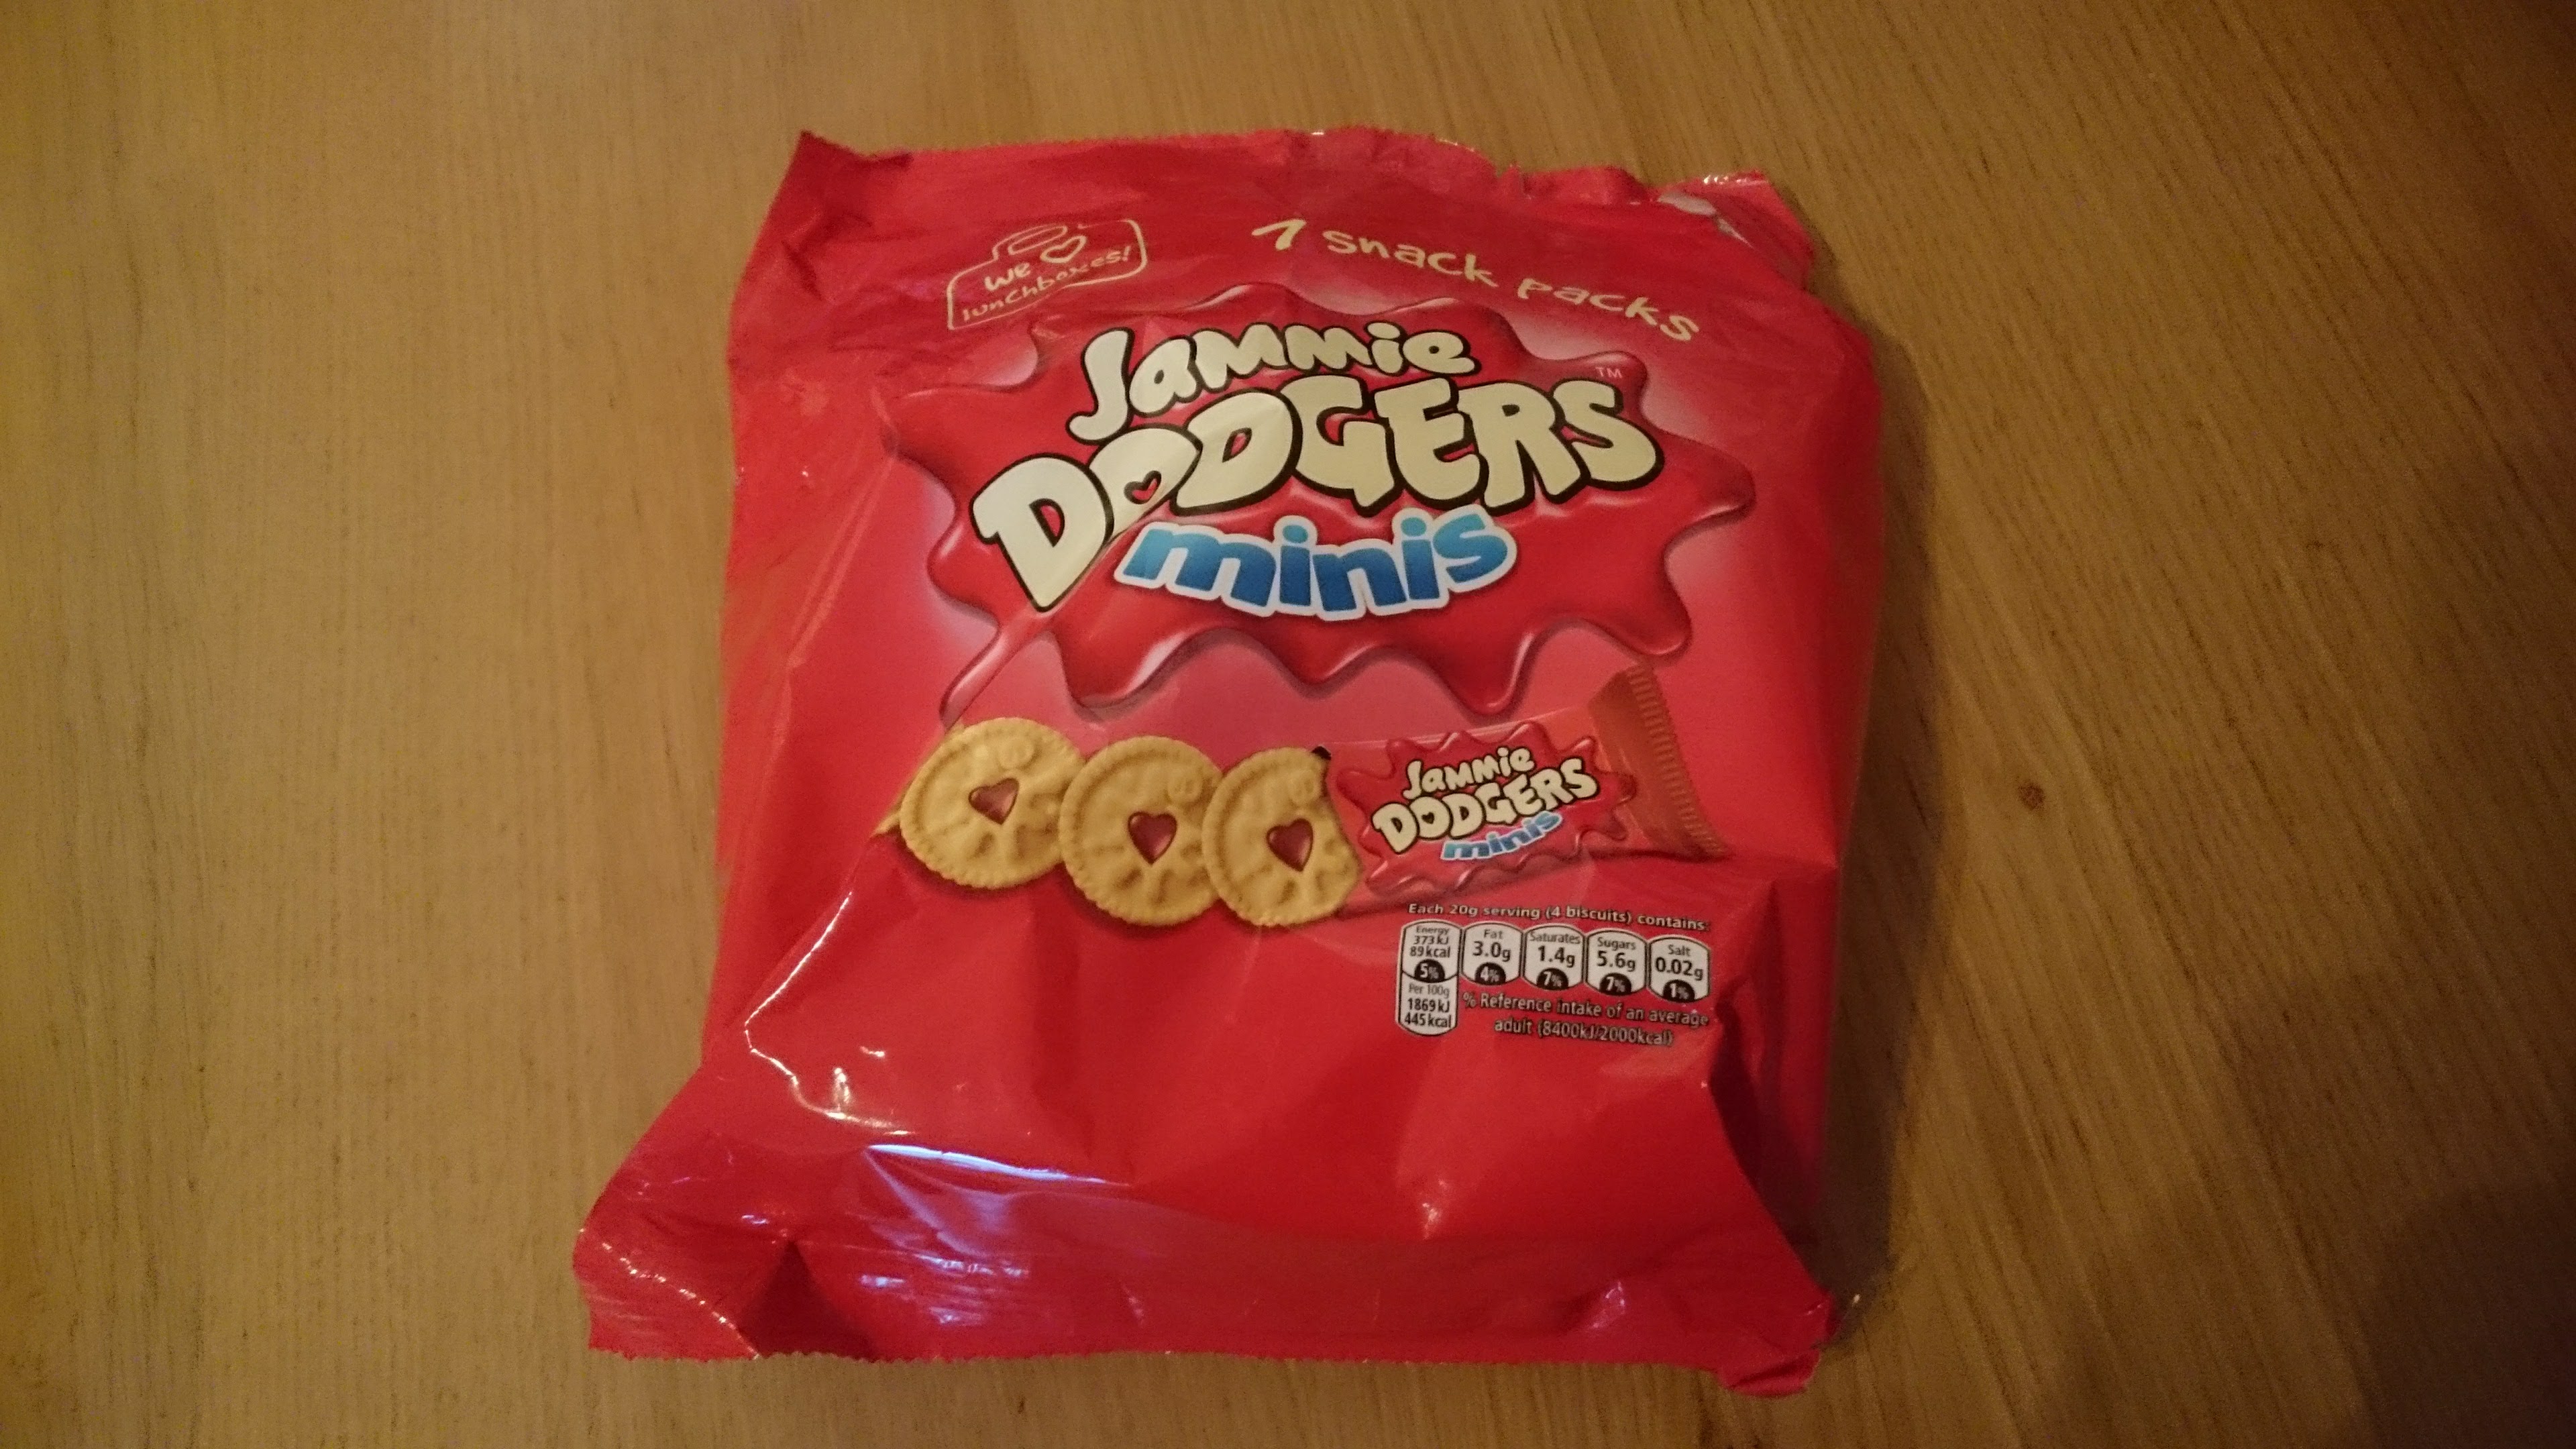 we ♡
lunchboxes!
7 snack packs
Jammie
DODGERS™
minis
Jammie
DODGERS
minis
Each 20g serving (4 biscuits) contains:
Energy
373kJ
89kcal
5%
Fat
3.0g
4%
Saturates
1.4g
7%
Sugars
5.6g
7%
Salt
0.02g
1%
Per 100g
1869kJ
445kcal
% Reference intake of an average
adult (8400kJ/2000kcal)